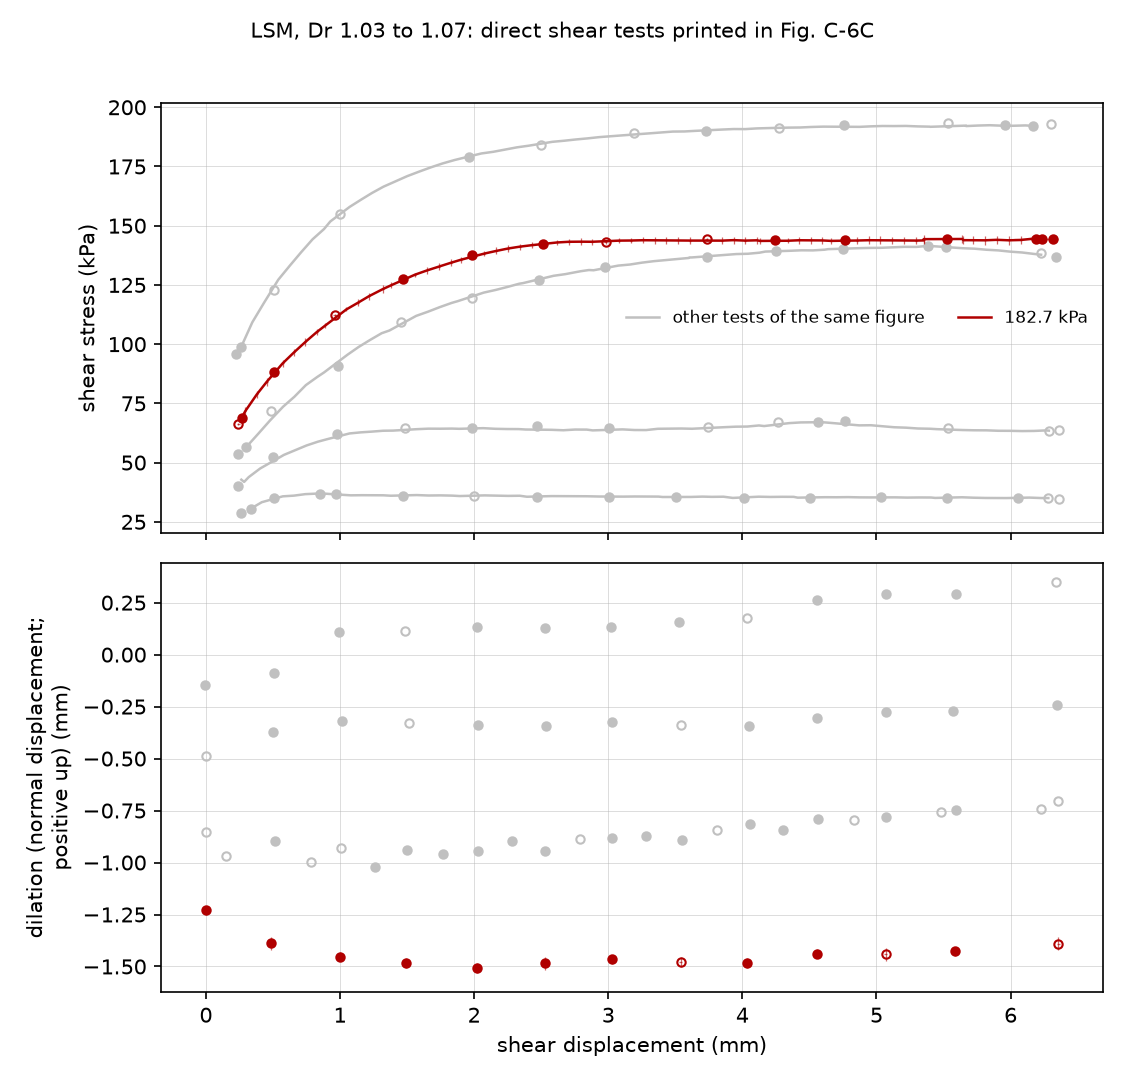 LSM, Dr 1.03 to 1.07: direct shear tests printed in Fig. C-6C
200
175
150
125
100
75
50
25
shear stress (kPa)
other tests of the same figure
182.7 kPa
0.25
0.00
−0.25
−0.50
−0.75
−1.00
−1.25
−1.50
dilation (normal displacement;
positive up) (mm)
0 1 2 3 4 5 6
shear displacement (mm)